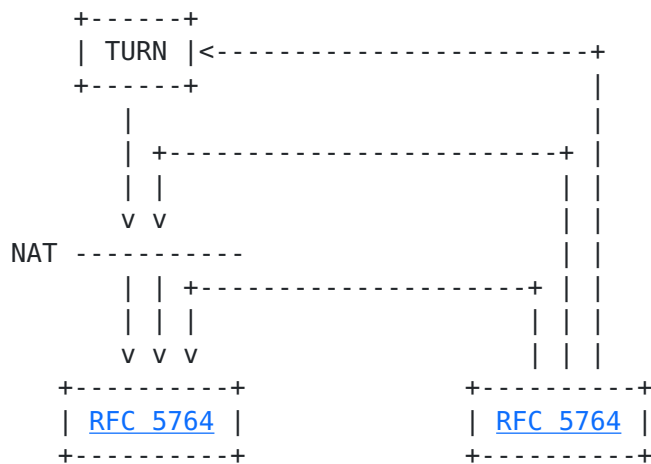 +------+
| TURN |<------------------------+
+------+                         |
   |                             |
   | +-------------------------+ |
   | |                         | |
   v v                         | |
NAT -----------                | |
   | | +---------------------+ | |
   | | |                     | | |
   v v v                     | | |
+----------+              +----------+
| RFC 5764 |              | RFC 5764 |
+----------+              +----------+